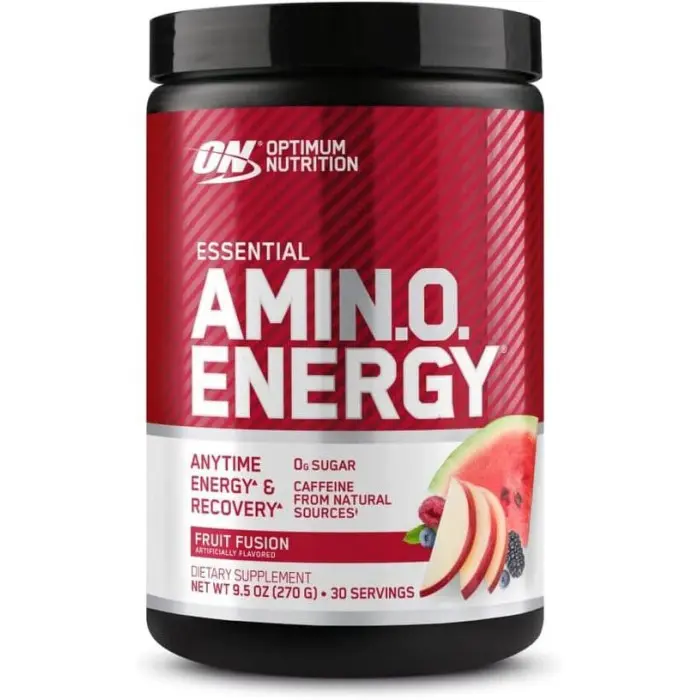 ON® OPTIMUM
NUTRITION
ESSENTIAL
AMIN.O.
ENERGY®
ANYTIME
ENERGY▲ &
RECOVERY▲
0G SUGAR
CAFFEINE
FROM NATURAL
SOURCES¹
FRUIT FUSION
ARTIFICIALLY FLAVORED
DIETARY SUPPLEMENT
NET WT 9.5 OZ (270 G) • 30 SERVINGS